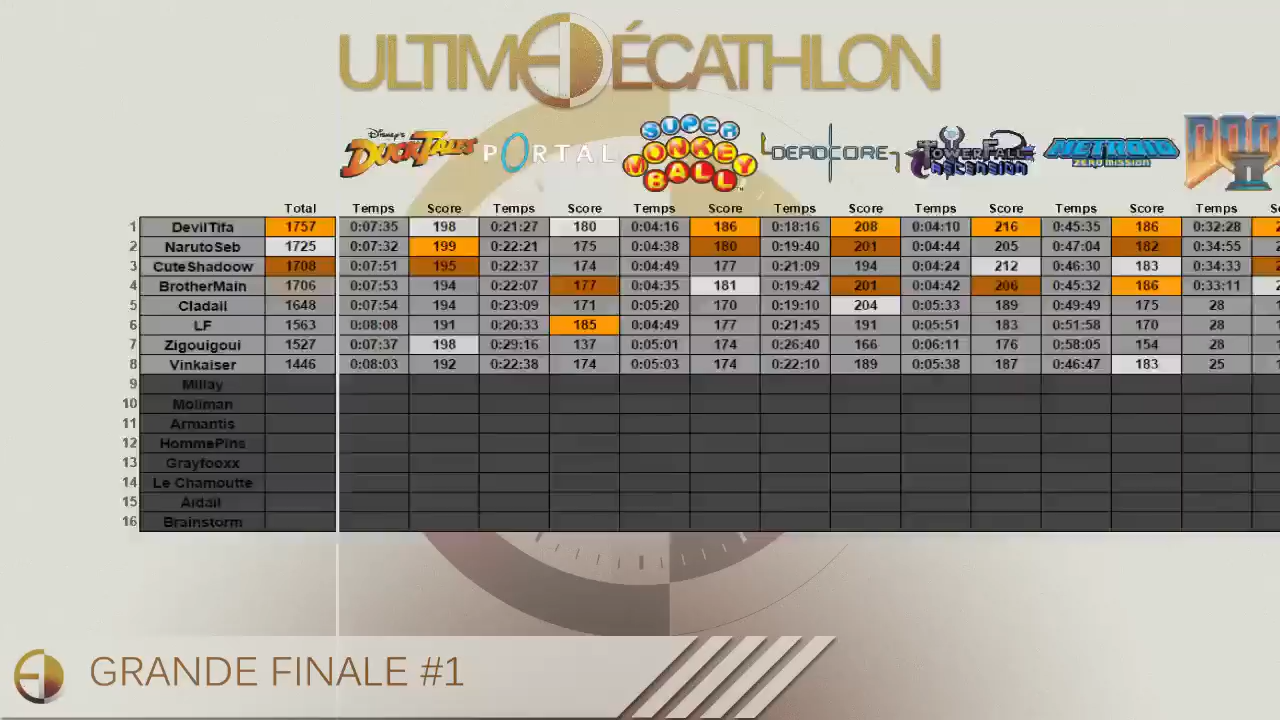 ULTIME DÉCATHLON
DISNEY'S DUCKTALES PORTAL SUPER MONKEY BALL DEADCORE TOWERFALL ASCENSION METROID ZERO MISSION DOOM II
Total Temps Score Temps Score Temps Score Temps Score Temps Score Temps Score Temps
1 DevilTifa 1757 0:07:35 198 0:21:27 180 0:04:16 186 0:18:16 208 0:04:10 216 0:45:35 186 0:32:28
2 NarutoSeb 1725 0:07:32 199 0:22:21 175 0:04:38 180 0:19:40 201 0:04:44 205 0:47:04 182 0:34:55
3 CuteShadoow 1708 0:07:51 195 0:22:37 174 0:04:49 177 0:21:09 194 0:04:24 212 0:46:30 183 0:34:33
4 BrotherMain 1706 0:07:53 194 0:22:07 177 0:04:35 181 0:19:42 201 0:04:42 206 0:45:32 186 0:33:11
5 Cladail 1648 0:07:54 194 0:23:09 171 0:05:20 170 0:19:10 204 0:05:33 189 0:49:49 175 28
6 LF 1563 0:08:08 191 0:20:33 185 0:04:49 177 0:21:45 191 0:05:51 183 0:51:58 170 28
7 Zigouigoui 1527 0:07:37 198 0:29:16 137 0:05:01 174 0:26:40 166 0:06:11 176 0:58:05 154 28
8 Vinkaiser 1446 0:08:03 192 0:22:38 174 0:05:03 174 0:22:10 189 0:05:38 187 0:46:47 183 25
9 Millay
10 Moliman
11 Armantis
12 HommePins
13 Grayfooxx
14 Le Chamoutte
15 Aidail
16 Brainstorm
GRANDE FINALE #1